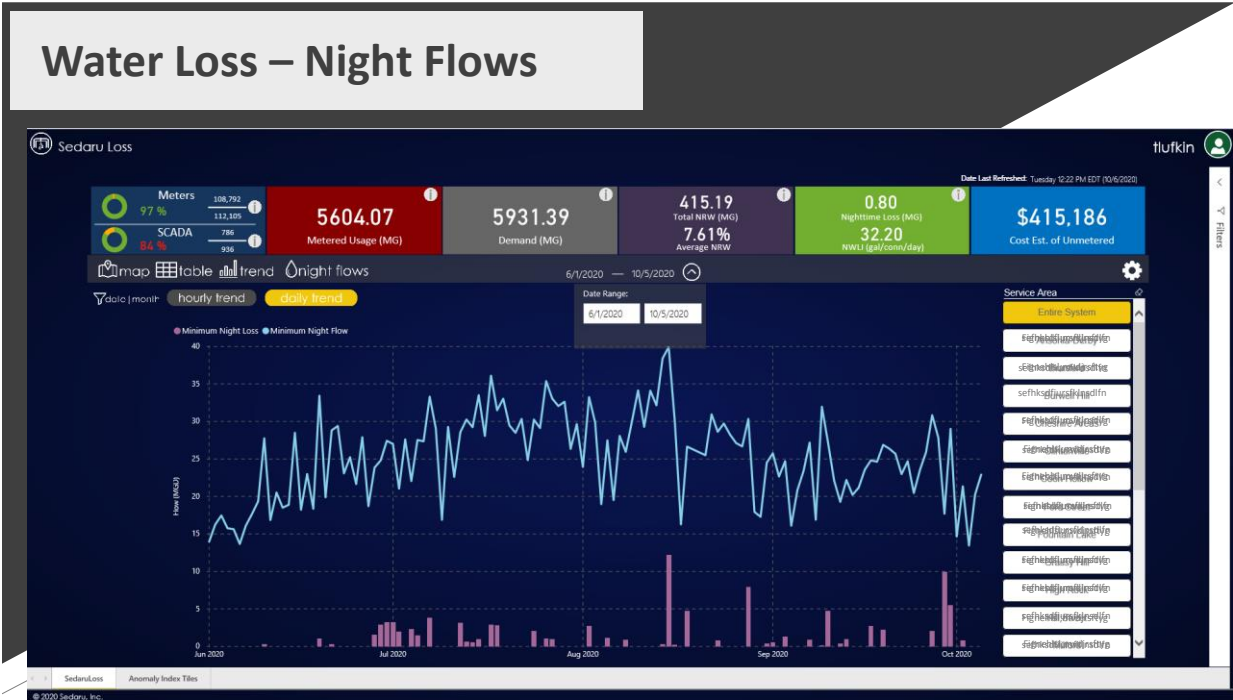 Water Loss – Night Flows
Sedaru Loss
tlufkin
Date Last Refreshed: Tuesday 12:22 PM EDT (10/6/2020)
Meters
97 %
108,792
112,105
SCADA
84 %
786
936
5604.07
Metered Usage (MG)
5931.39
Demand (MG)
415.19
Total NRW (MG)
7.61%
Average NRW
0.80
Nighttime Loss (MG)
32.20
NWLI (gal/conn/day)
$415,186
Cost Est. of Unmetered
Filters
map table trend night flows
6/1/2020 — 10/5/2020
date | month hourly trend daily trend
Date Range:
6/1/2020 10/5/2020
Service Area
Entire System
Minimum Night Loss Minimum Night Flow
Flow (MGD)
40
35
30
25
20
15
10
5
0
Jun 2020 Jul 2020 Aug 2020 Sep 2020 Oct 2020
SedaruLoss Anomaly Index Tiles
© 2020 Sedaru, Inc.